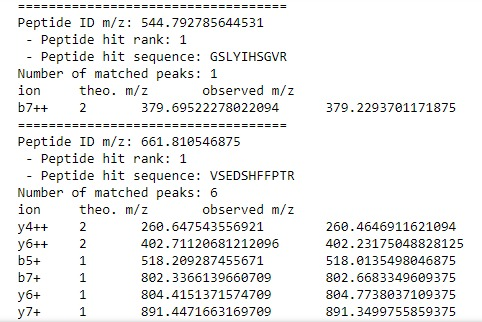 ===================================
Peptide ID m/z: 544.792785644531
- Peptide hit rank: 1
- Peptide hit sequence: GSLYIHSGVR
Number of matched peaks: 1
ion theo. m/z observed m/z
b7++ 2 379.69522278022094 379.2293701171875
===================================
Peptide ID m/z: 661.810546875
- Peptide hit rank: 1
- Peptide hit sequence: VSEDSHFFPTR
Number of matched peaks: 6
ion theo. m/z observed m/z
y4++ 2 260.647543556921 260.4646911621094
y6++ 2 402.71120681212096 402.23175048828125
b5+ 1 518.209287455671 518.0135498046875
b7+ 1 802.3366139660709 802.6683349609375
y6+ 1 804.4151371574709 804.7738037109375
y7+ 1 891.4471663169709 891.3499755859375